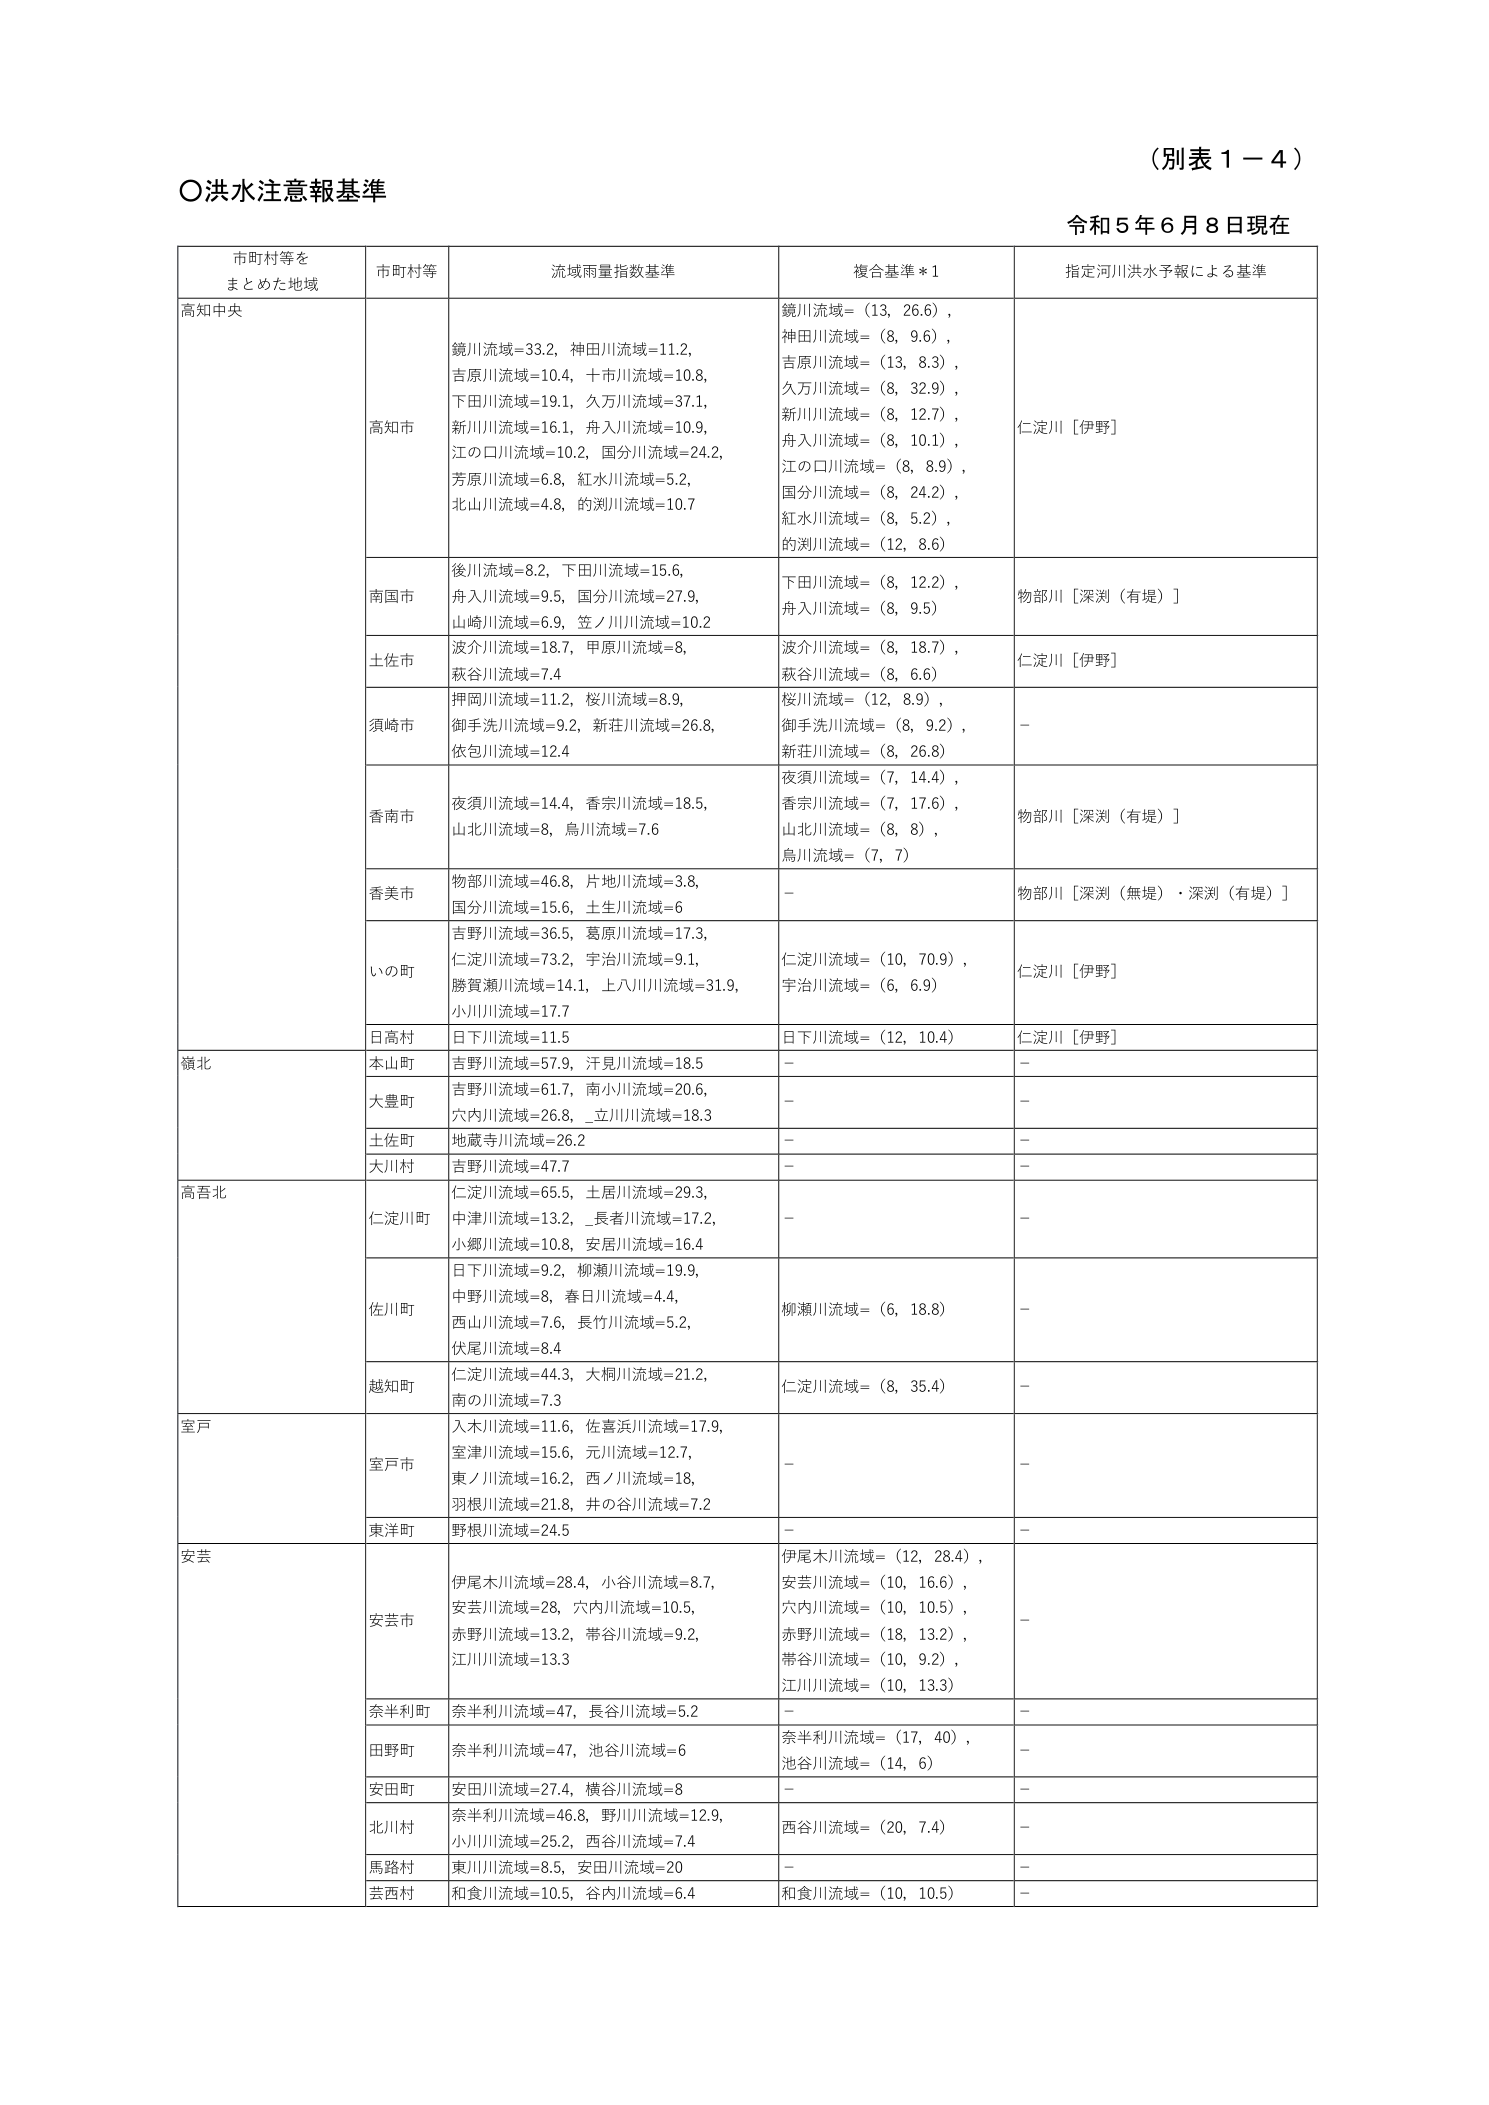 （別表１－４）
〇洪水注意報基準
令和５年６月８日現在
市町村等を
まとめた地域
市町村等
流域雨量指数基準
複合基準＊1
指定河川洪水予報による基準
高知中央
高知市
鏡川流域=33.2，神田川流域=11.2，
吉原川流域=10.4，十市川流域=10.8，
下田川流域=19.1，久万川流域=37.1，
新川川流域=16.1，舟入川流域=10.9，
江の口川流域=10.2，国分川流域=24.2，
芳原川流域=6.8，紅水川流域=5.2，
北山川流域=4.8，的渕川流域=10.7
鏡川流域=（13，26.6），
神田川流域=（8，9.6），
吉原川流域=（13，8.3），
久万川流域=（8，32.9），
新川川流域=（8，12.7），
舟入川流域=（8，10.1），
江の口川流域=（8，8.9），
国分川流域=（8，24.2），
紅水川流域=（8，5.2），
的渕川流域=（12，8.6）
仁淀川［伊野］
南国市
後川流域=8.2，下田川流域=15.6，
舟入川流域=9.5，国分川流域=27.9，
山崎川流域=6.9，笠ノ川川流域=10.2
下田川流域=（8，12.2），
舟入川流域=（8，9.5）
物部川［深渕（有堤）］
土佐市
波介川流域=18.7，甲原川流域=8，
萩谷川流域=7.4
波介川流域=（8，18.7），
萩谷川流域=（8，6.6）
仁淀川［伊野］
須崎市
押岡川流域=11.2，桜川流域=8.9，
御手洗川流域=9.2，新荘川流域=26.8，
依包川流域=12.4
桜川流域=（12，8.9），
御手洗川流域=（8，9.2），
新荘川流域=（8，26.8）
－
香南市
夜須川流域=14.4，香宗川流域=18.5，
山北川流域=8，烏川流域=7.6
夜須川流域=（7，14.4），
香宗川流域=（7，17.6），
山北川流域=（8，8），
烏川流域=（7，7）
物部川［深渕（有堤）］
香美市
物部川流域=46.8，片地川流域=3.8，
国分川流域=15.6，土生川流域=6
－
物部川［深渕（無堤）・深渕（有堤）］
いの町
吉野川流域=36.5，葛原川流域=17.3，
仁淀川流域=73.2，宇治川流域=9.1，
勝賀瀬川流域=14.1，上八川川流域=31.9，
小川川流域=17.7
仁淀川流域=（10，70.9），
宇治川流域=（6，6.9）
仁淀川［伊野］
日高村
日下川流域=11.5
日下川流域=（12，10.4）
仁淀川［伊野］
嶺北
本山町
吉野川流域=57.9，汗見川流域=18.5
－
－
大豊町
吉野川流域=61.7，南小川流域=20.6，
穴内川流域=26.8，_立川川流域=18.3
－
－
土佐町
地蔵寺川流域=26.2
－
－
大川村
吉野川流域=47.7
－
－
高吾北
仁淀川町
仁淀川流域=65.5，土居川流域=29.3，
中津川流域=13.2，_長者川流域=17.2，
小郷川流域=10.8，安居川流域=16.4
－
－
佐川町
日下川流域=9.2，柳瀬川流域=19.9，
中野川流域=8，春日川流域=4.4，
西山川流域=7.6，長竹川流域=5.2，
伏尾川流域=8.4
柳瀬川流域=（6，18.8）
－
越知町
仁淀川流域=44.3，大桐川流域=21.2，
南の川流域=7.3
仁淀川流域=（8，35.4）
－
室戸
室戸市
入木川流域=11.6，佐喜浜川流域=17.9，
室津川流域=15.6，元川流域=12.7，
東ノ川流域=16.2，西ノ川流域=18，
羽根川流域=21.8，井の谷川流域=7.2
－
－
東洋町
野根川流域=24.5
－
－
安芸
安芸市
伊尾木川流域=28.4，小谷川流域=8.7，
安芸川流域=28，穴内川流域=10.5，
赤野川流域=13.2，帯谷川流域=9.2，
江川川流域=13.3
伊尾木川流域=（12，28.4），
安芸川流域=（10，16.6），
穴内川流域=（10，10.5），
赤野川流域=（18，13.2），
帯谷川流域=（10，9.2），
江川川流域=（10，13.3）
－
奈半利町
奈半利川流域=47，長谷川流域=5.2
－
－
田野町
奈半利川流域=47，池谷川流域=6
奈半利川流域=（17，40），
池谷川流域=（14，6）
－
安田町
安田川流域=27.4，横谷川流域=8
－
－
北川村
奈半利川流域=46.8，野川川流域=12.9，
小川川流域=25.2，西谷川流域=7.4
西谷川流域=（20，7.4）
－
馬路村
東川川流域=8.5，安田川流域=20
－
－
芸西村
和食川流域=10.5，谷内川流域=6.4
和食川流域=（10，10.5）
－